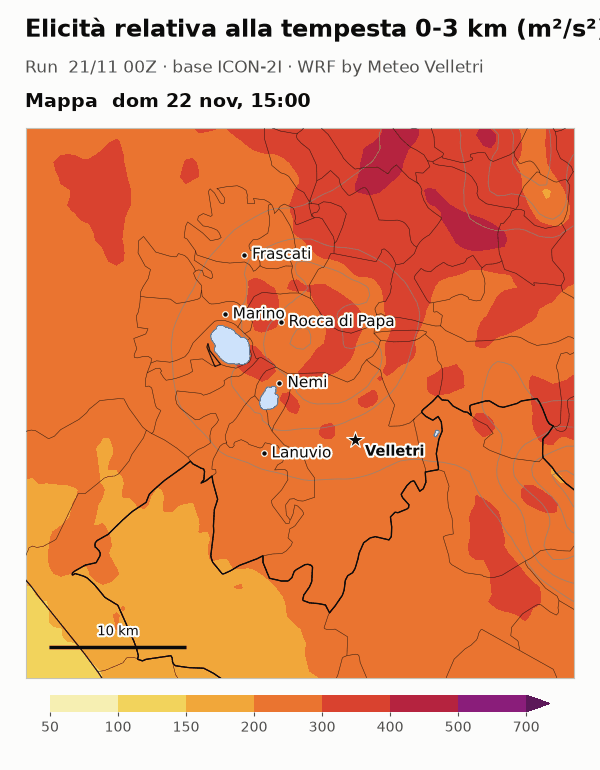 Elicità relativa alla tempesta 0-3 km (m²/s²)
Run  21/11 00Z · base ICON-2I · WRF by Meteo Velletri
Mappa  dom 22 nov, 15:00
Frascati
Marino
Rocca di Papa
Nemi
Lanuvio
Velletri
10 km
50 100 150 200 300 400 500 700